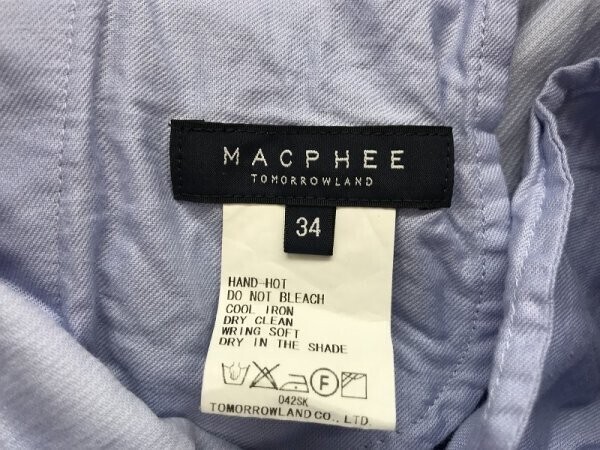 MACPHEE
TOMORROWLAND
34
HAND-HOT
DO NOT BLEACH
COOL IRON
DRY CLEAN
WRING SOFT
DRY IN THE SHADE
F
042SK
TOMORROWLAND CO., LTD.